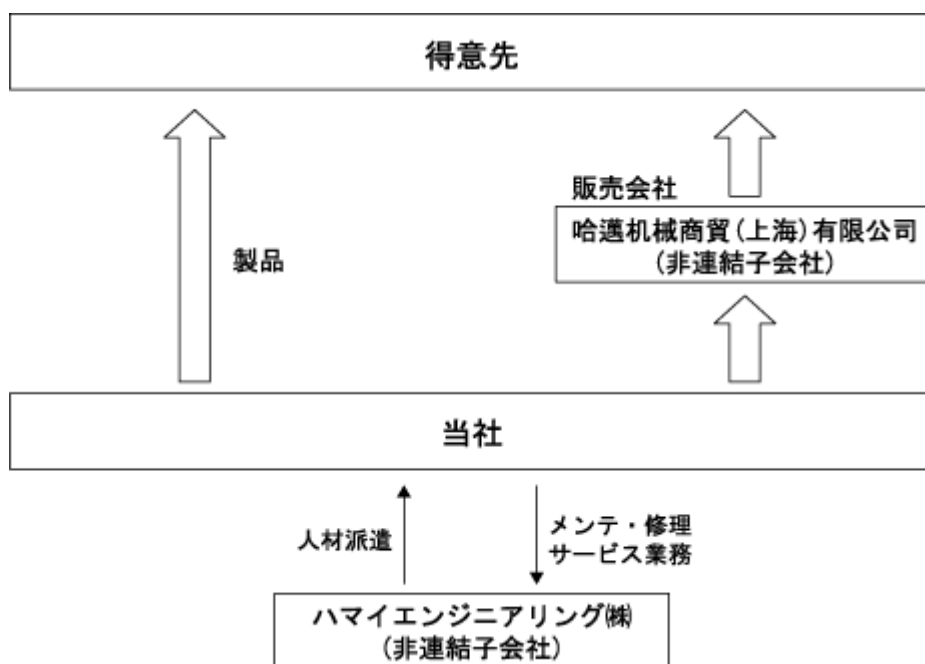 得意先
販売会社
哈邁机械商貿(上海)有限公司
(非連結子会社)
製品
当社
人材派遣
メンテ・修理
サービス業務
ハマイエンジニアリング㈱
(非連結子会社)